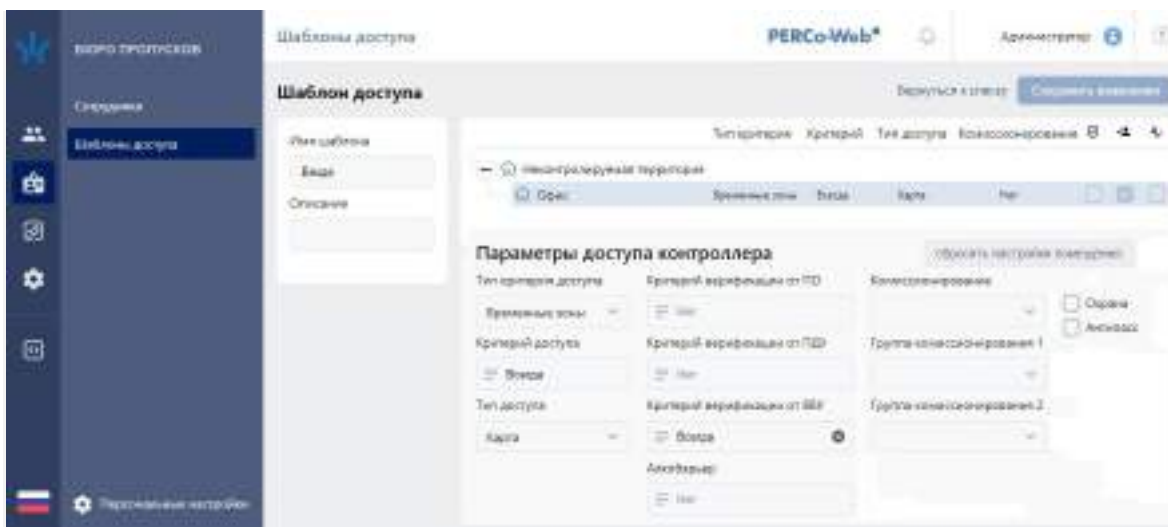 БЮРО ПРОПУСКОВ
Шаблоны доступа
PERCo-Web
Администратор
Сотрудники
Шаблоны доступа
Шаблон доступа
Вернуться к списку
Сохранить изменения
Имя шаблона
Описание
Тип критерия Критерий Тип доступа Комиссионирование
Неконтролируемая территория
Офис Временные зоны Всегда Карта Нет
Параметры доступа контроллера
Сбросить настройки помещения
Тип критерия доступа
Критерий верификации от ПО
Комиссионирование
Временные зоны
Нет
Охрана
Антипасс
Критерий доступа
Критерий верификации от ПДУ
Группа комиссионирования 1
Всегда
Нет
Тип доступа
Критерий верификации от ВВУ
Группа комиссионирования 2
Карта
Всегда
Алкобарьер
Нет
Персональные настройки